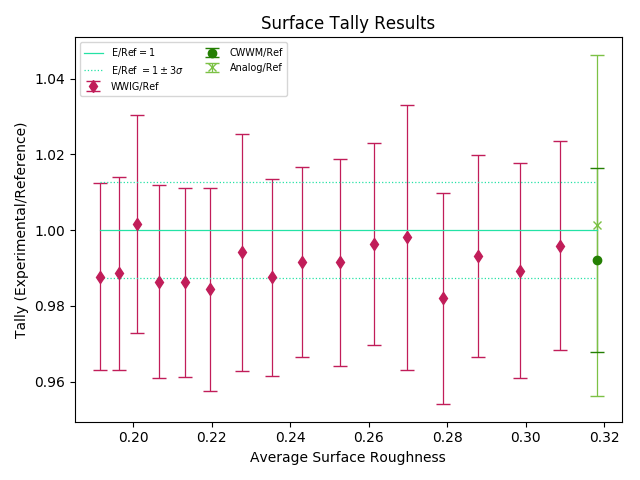 Surface Tally Results
E/Ref = 1
E/Ref = 1 ± 3σ
WWIG/Ref
CWWM/Ref
Analog/Ref
Tally (Experimental/Reference)
1.04
1.02
1.00
0.98
0.96
0.20 0.22 0.24 0.26 0.28 0.30 0.32
Average Surface Roughness